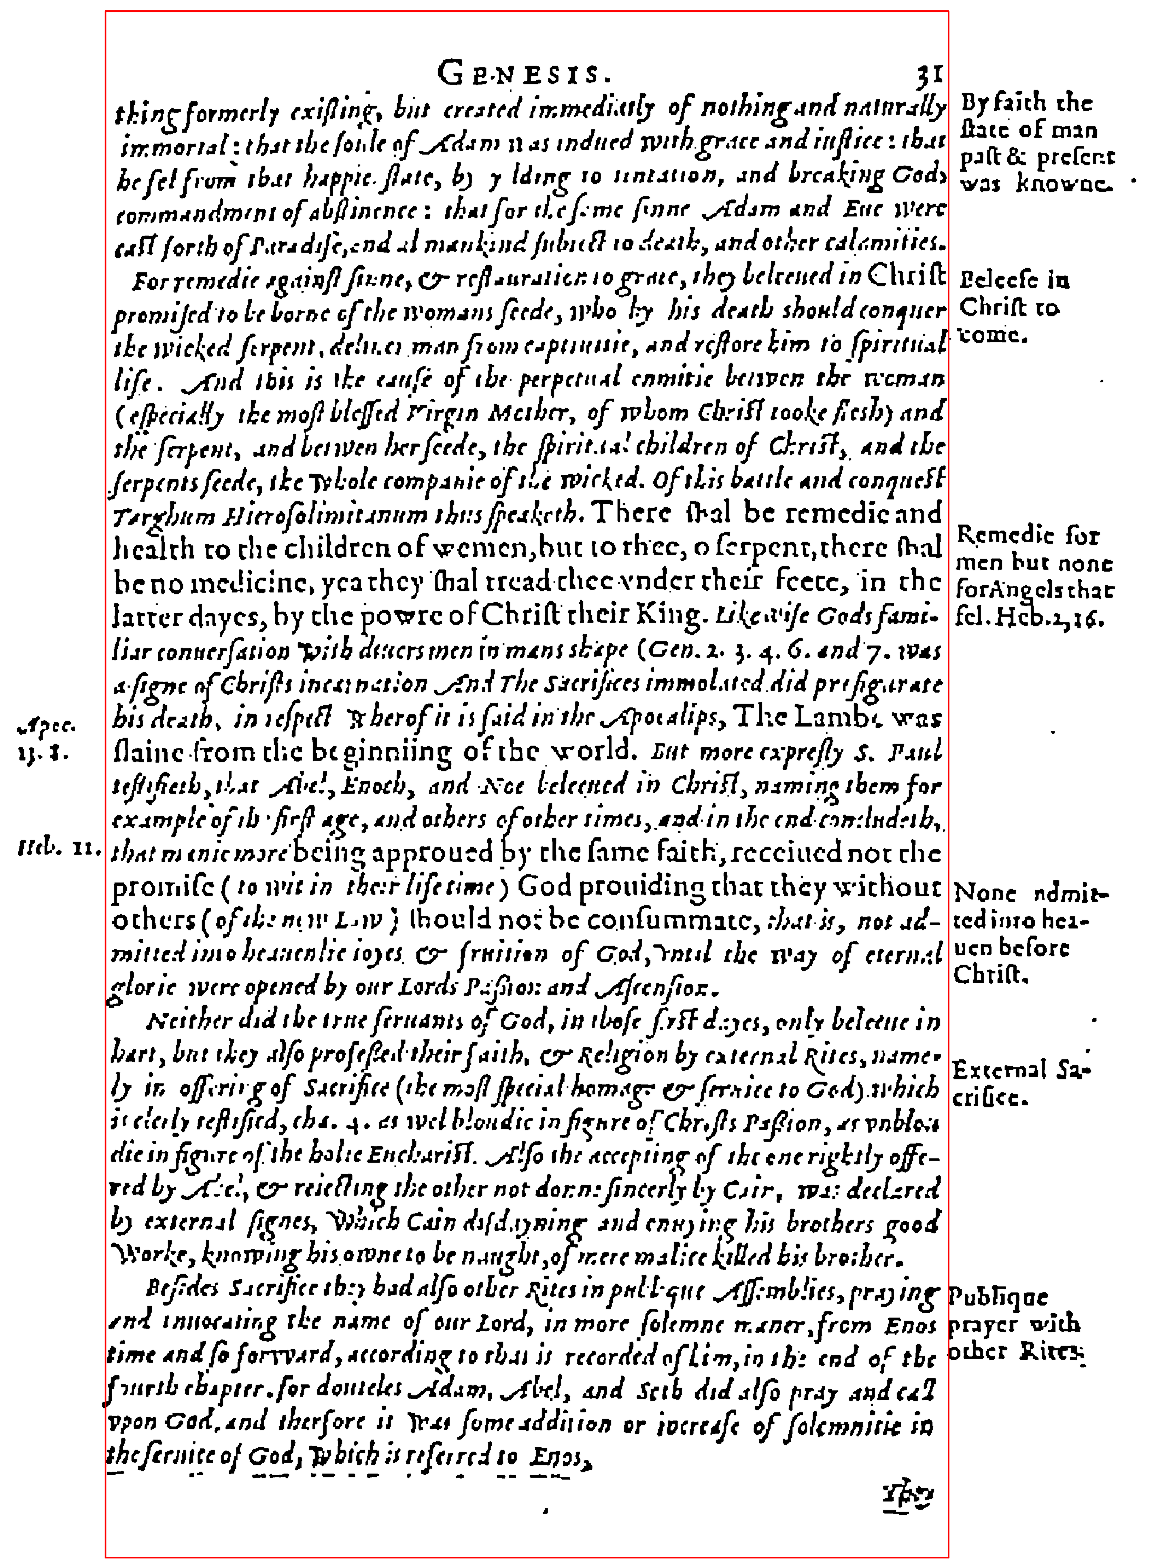 GENESIS. 31
thing formerly existing, but created immediatly of nothing and naturally
immortal: that the soule of Adam was indued with grace and iustice: that
he fel from that happie state, by y lding to tentation, and breaking Gods
commandment of abstinence: that for the same sinne Adam and Eue were
cast forth of Paradise, and al mankind subiect to death, and other calamities.
For remedie against sinne, & restauration to grace, they beleeued in Christ
promised to be borne of the womans seede, who by his death should conquer
the wicked serpent, deliuer man from captiuitie, and restore him to spiritual
life. And this is the cause of the perpetual enmitie betwen the woman
(especially the most blessed Virgin Mother, of whom Christ tooke flesh) and
the serpent, and betwen her seede, the spiritual children of Christ, and the
serpents seede, the whole companie of the wicked. Of this battle and conquest
Targhum Hierosolimitanum thus speaketh. There shal be remedie and
health to the children of wemen, but to thee, o serpent, there shal
be no medicine, yea they shal tread thee vnder their feete, in the
latter dayes, by the powre of Christ their King. Likewise Gods fami-
liar conuersation with diuers men in mans shape (Gen. 2. 3. 4. 6. and 7. was
a signe of Christs incarnation And The Sacrifices immolated did prefigurate
his death, in respect wherof it is said in the Apocalips, The Lambe was
slaine from the beginniing of the world. But more expresly S. Paul
testifieth, that Abel, Enoch, and Noe beleeued in Christ, naming them for
example of the first age, and others of other times, and in the end concludeth,
that manie more being approued by the same faith, receiued not the
promise (to wit in their life time) God prouiding that they without
others (of the new Law) should not be consummate, that is, not ad-
mitted into heauenlie ioyes & fruition of God, vntil the way of eternal
glorie were opened by our Lords Passion and Ascension.
Neither did the true seruants of God, in those first dayes, only beleeue in
hart, but they also professed their faith, & Religion by external Rites, name-
ly in offering of Sacrifice (the most special homage & seruice to God) which
is clerly testified, cha. 4. as wel bloudie in figure of Christs Passion, as vnblou
die in figure of the holie Eucharist. Also the accepting of the one rightly offe-
red by Abel, & reiecting the other not donne sincerly by Cain, was declared
by external signes, Which Cain disdayning and enuying his brothers good
Worke, knowing his owne to be naught, of mere malice killed his brother.
Besides Sacrifice they had also other Rites in publique Assemblies, praying
and inuocating the name of our Lord, in more solemne maner, from Enos
time and so forward, according to that is recorded of him, in the end of the
fourth chapter. for douteles Adam, Abel, and Seth did also pray and call
vpon God, and therfore it was some addition or increase of solemnitie in
the seruice of God, Which is referred to Enos,
By faith the
state of man
past & present
was knowne.
Beleefe in
Christ to
come.
Remedie for
men but none
for Angels that
fel. Heb. 2, 16.
Apoc.
13. 8.
Heb. 11.
None admit-
ted into hea-
uen before
Christ.
External Sa-
crifice.
Publique
prayer with
other Rites.